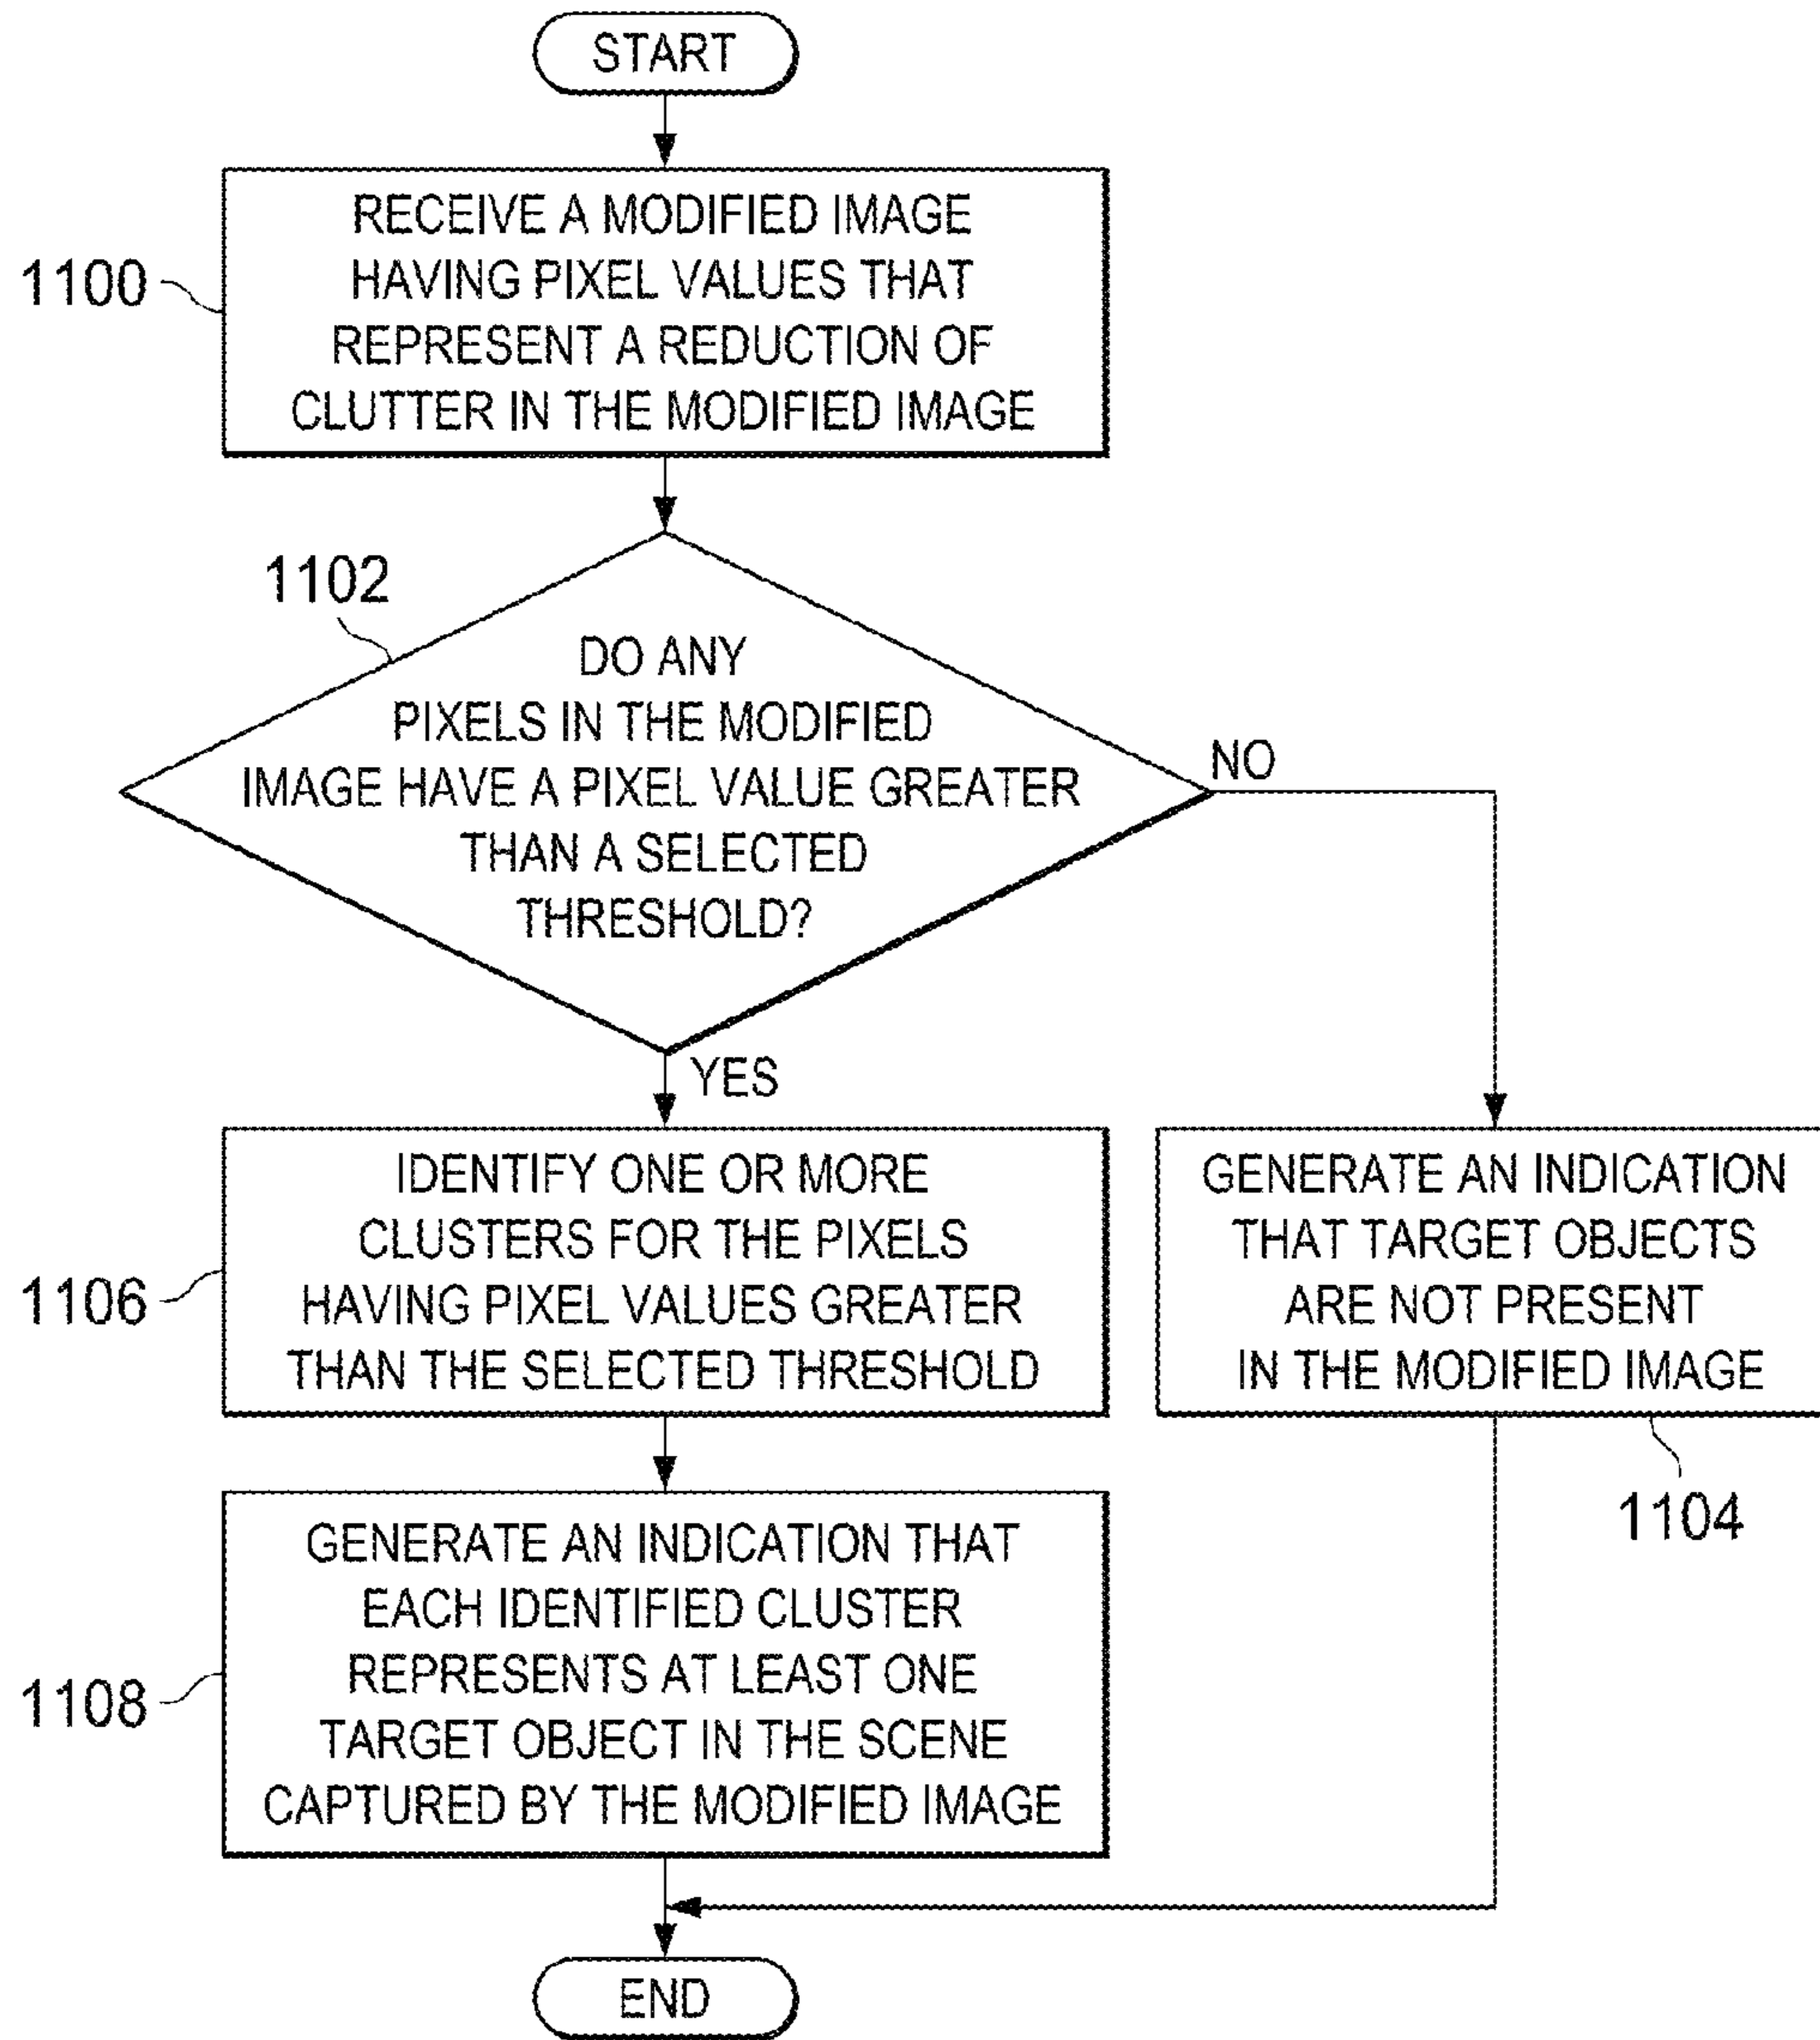 START
RECEIVE A MODIFIED IMAGE
HAVING PIXEL VALUES THAT
REPRESENT A REDUCTION OF
CLUTTER IN THE MODIFIED IMAGE
1100
1102
DO ANY
PIXELS IN THE MODIFIED
IMAGE HAVE A PIXEL VALUE GREATER
THAN A SELECTED
THRESHOLD?
NO
YES
IDENTIFY ONE OR MORE
CLUSTERS FOR THE PIXELS
HAVING PIXEL VALUES GREATER
THAN THE SELECTED THRESHOLD
1106
GENERATE AN INDICATION
THAT TARGET OBJECTS
ARE NOT PRESENT
IN THE MODIFIED IMAGE
1104
GENERATE AN INDICATION THAT
EACH IDENTIFIED CLUSTER
REPRESENTS AT LEAST ONE
TARGET OBJECT IN THE SCENE
CAPTURED BY THE MODIFIED IMAGE
1108
END